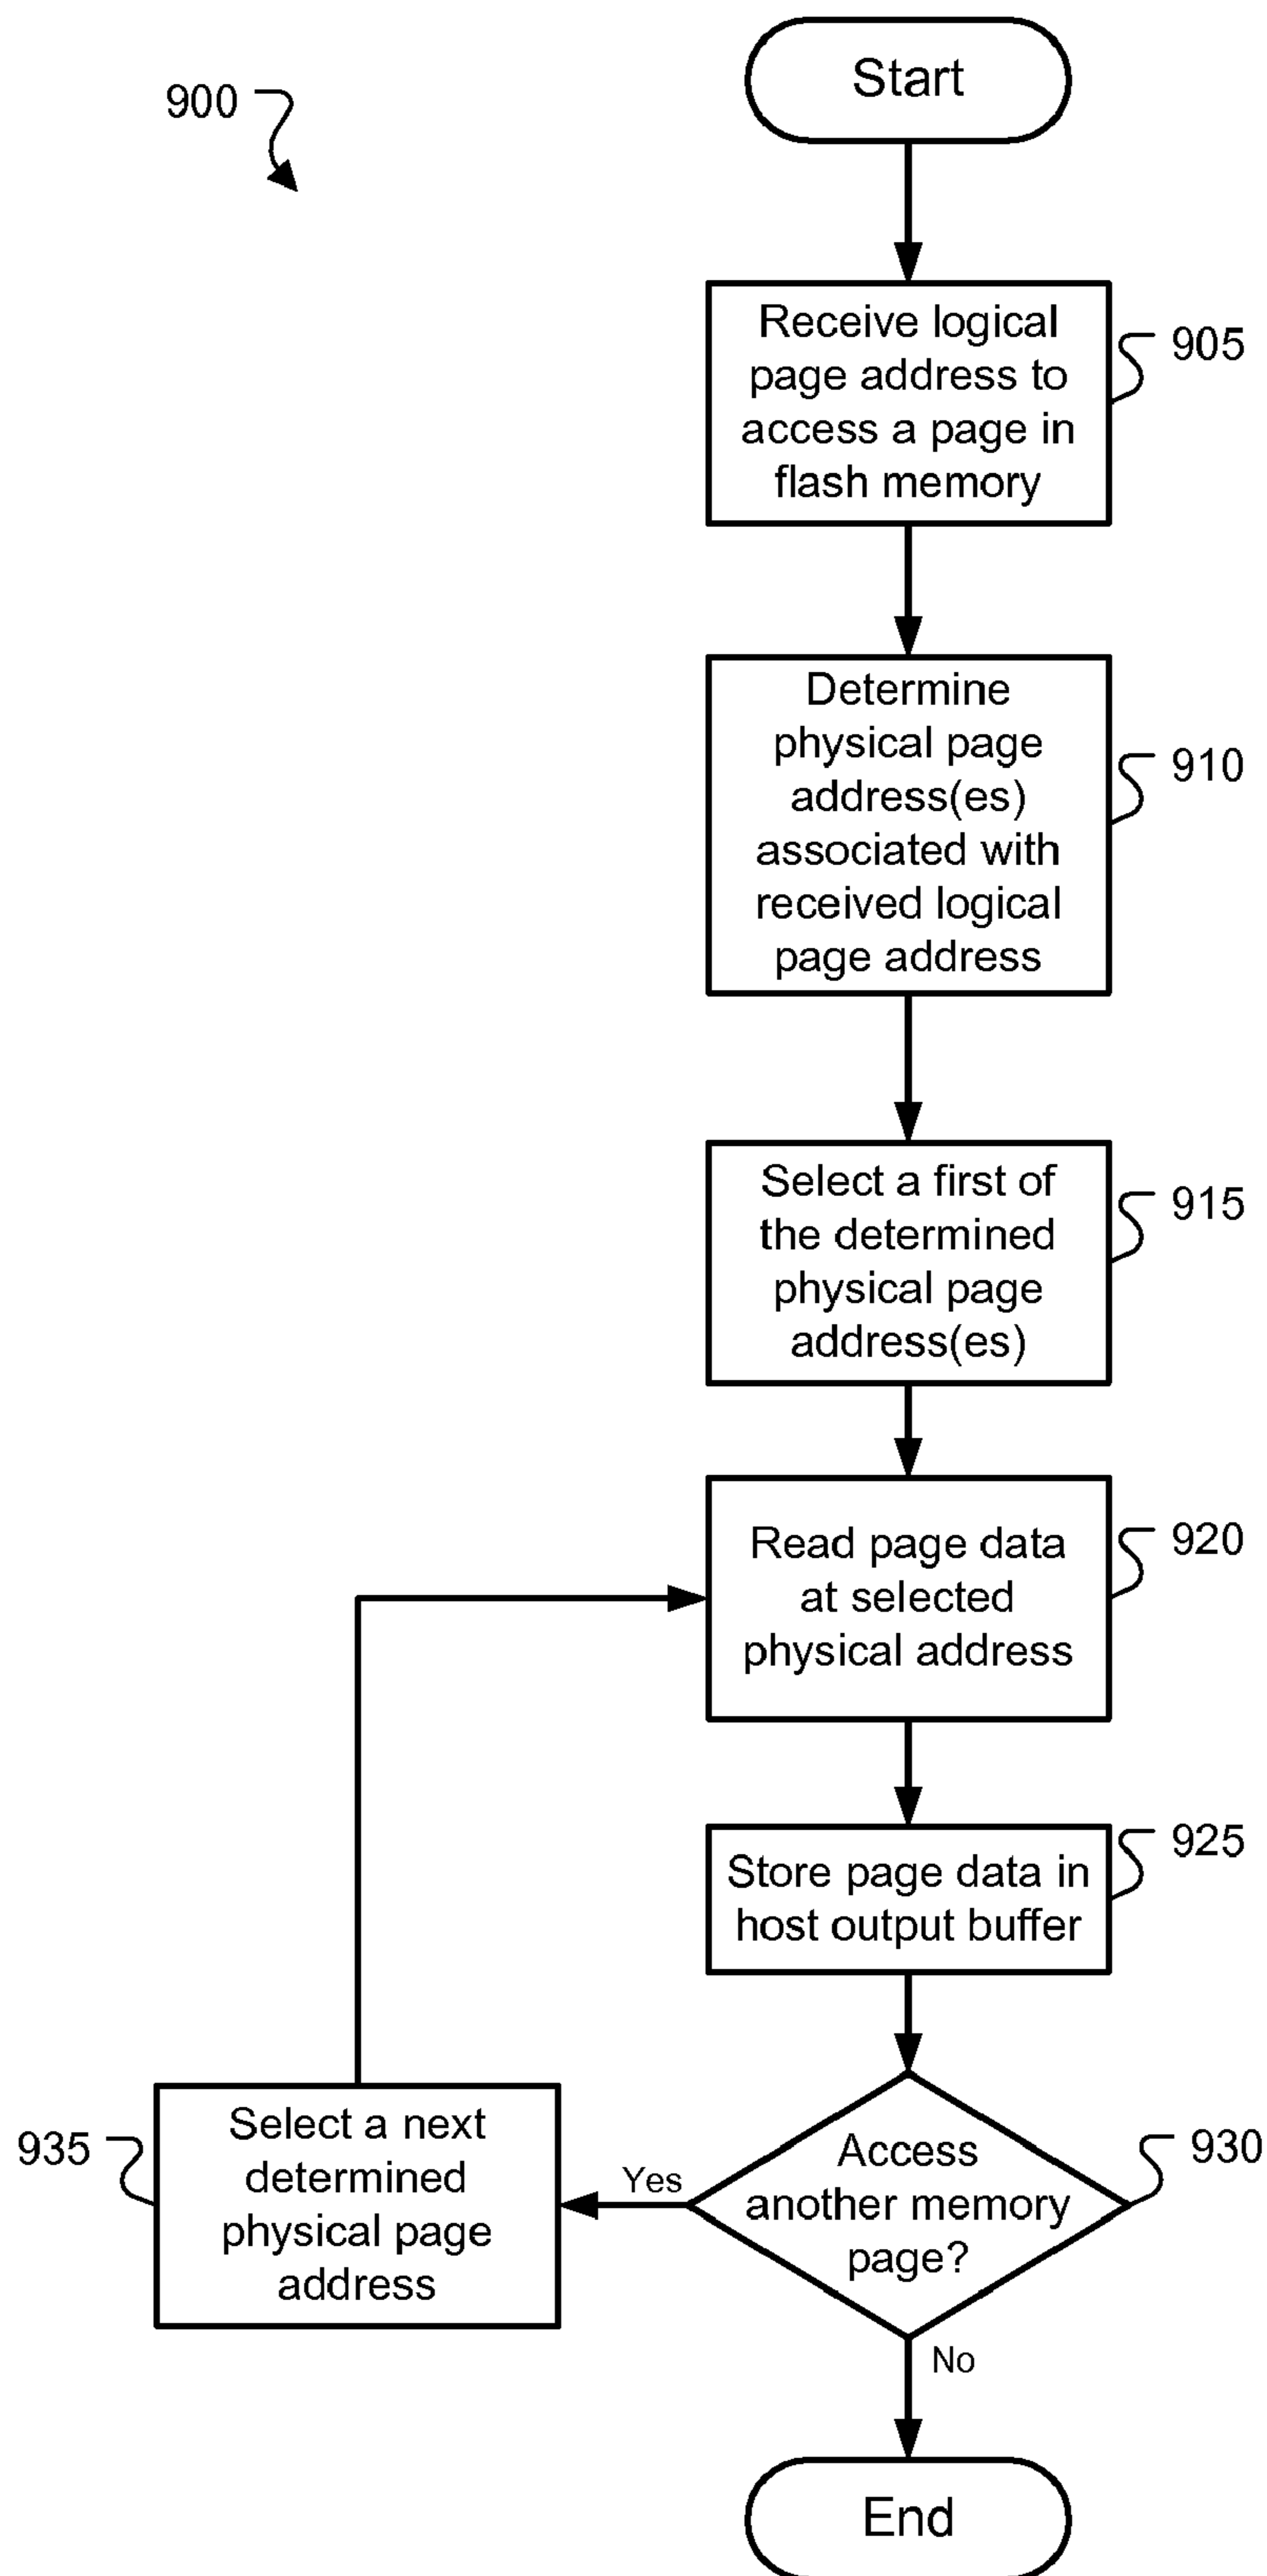 Start
900
Receive logical
page address to
access a page in
flash memory
905
Determine
physical page
address(es)
associated with
received logical
page address
910
Select a first of
the determined
physical page
address(es)
915
Read page data
at selected
physical address
920
Store page data in
host output buffer
925
Access
another memory
page?
930
Yes
Select a next
determined
physical page
address
935
No
End